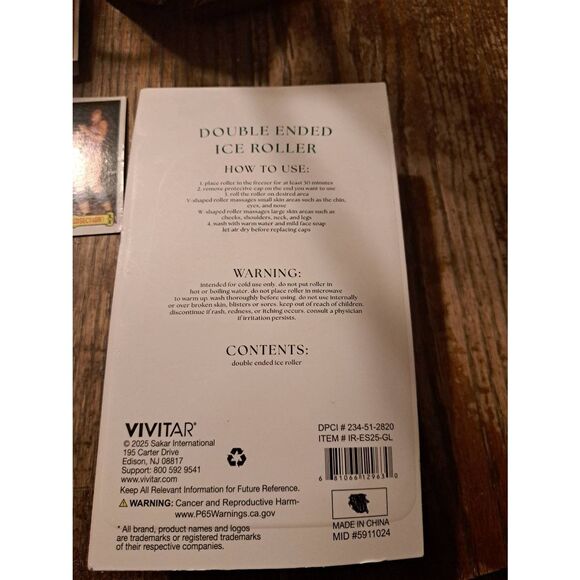 DOUBLE ENDED
ICE ROLLER
HOW TO USE:
1. place roller in the freezer for at least 30 minutes
2. remove protective cap on the end you want to use
3. roll the roller on desired area
V-shaped roller massages small skin areas such as the chin,
eyes, and nose
W-shaped roller massages large skin areas such as
cheeks, shoulders, neck, and legs
4. wash with warm water and mild face soap
let air dry before replacing caps
WARNING:
intended for cold use only. do not put roller in
hot or boiling water. do not place roller in microwave
to warm up. wash thoroughly before using. do not use internally
or over broken skin, blisters or sores. keep out of reach of children.
discontinue if rash, redness, or itching occurs. consult a physician
if irritation persists.
CONTENTS:
double ended ice roller
VIVITAR®
© 2025 Sakar International
195 Carter Drive
Edison, NJ 08817
Support: 800 592 9541
www.vivitar.com
Keep All Relevant Information for Future Reference.
WARNING: Cancer and Reproductive Harm-
www.P65Warnings.ca.gov
* All brand, product names and logos
are trademarks or registered trademarks
of their respective companies.
DPCI # 234-51-2820
ITEM # IR-ES25-GL
6 81066 12963 0
MADE IN CHINA
MID #5911024